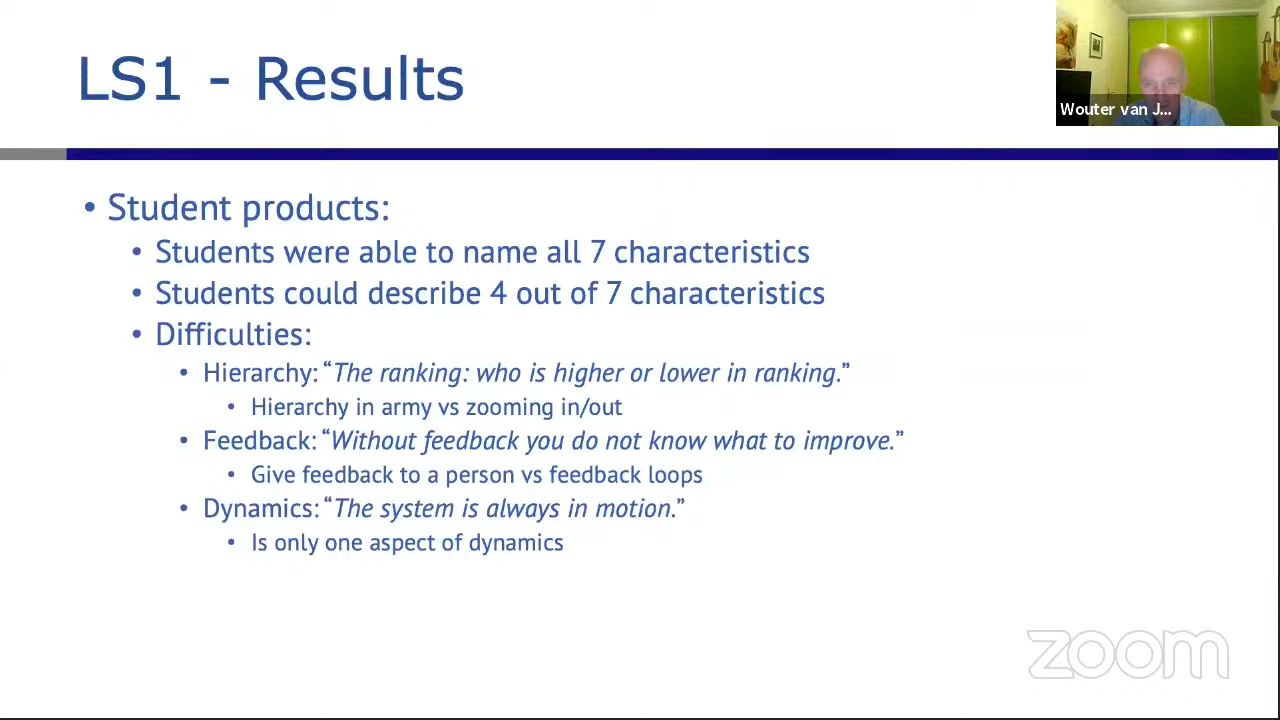 LS1 - Results
Wouter van J...
• Student products:
• Students were able to name all 7 characteristics
• Students could describe 4 out of 7 characteristics
• Difficulties:
• Hierarchy: “The ranking: who is higher or lower in ranking.”
• Hierarchy in army vs zooming in/out
• Feedback: “Without feedback you do not know what to improve.”
• Give feedback to a person vs feedback loops
• Dynamics: “The system is always in motion.”
• Is only one aspect of dynamics
zoom